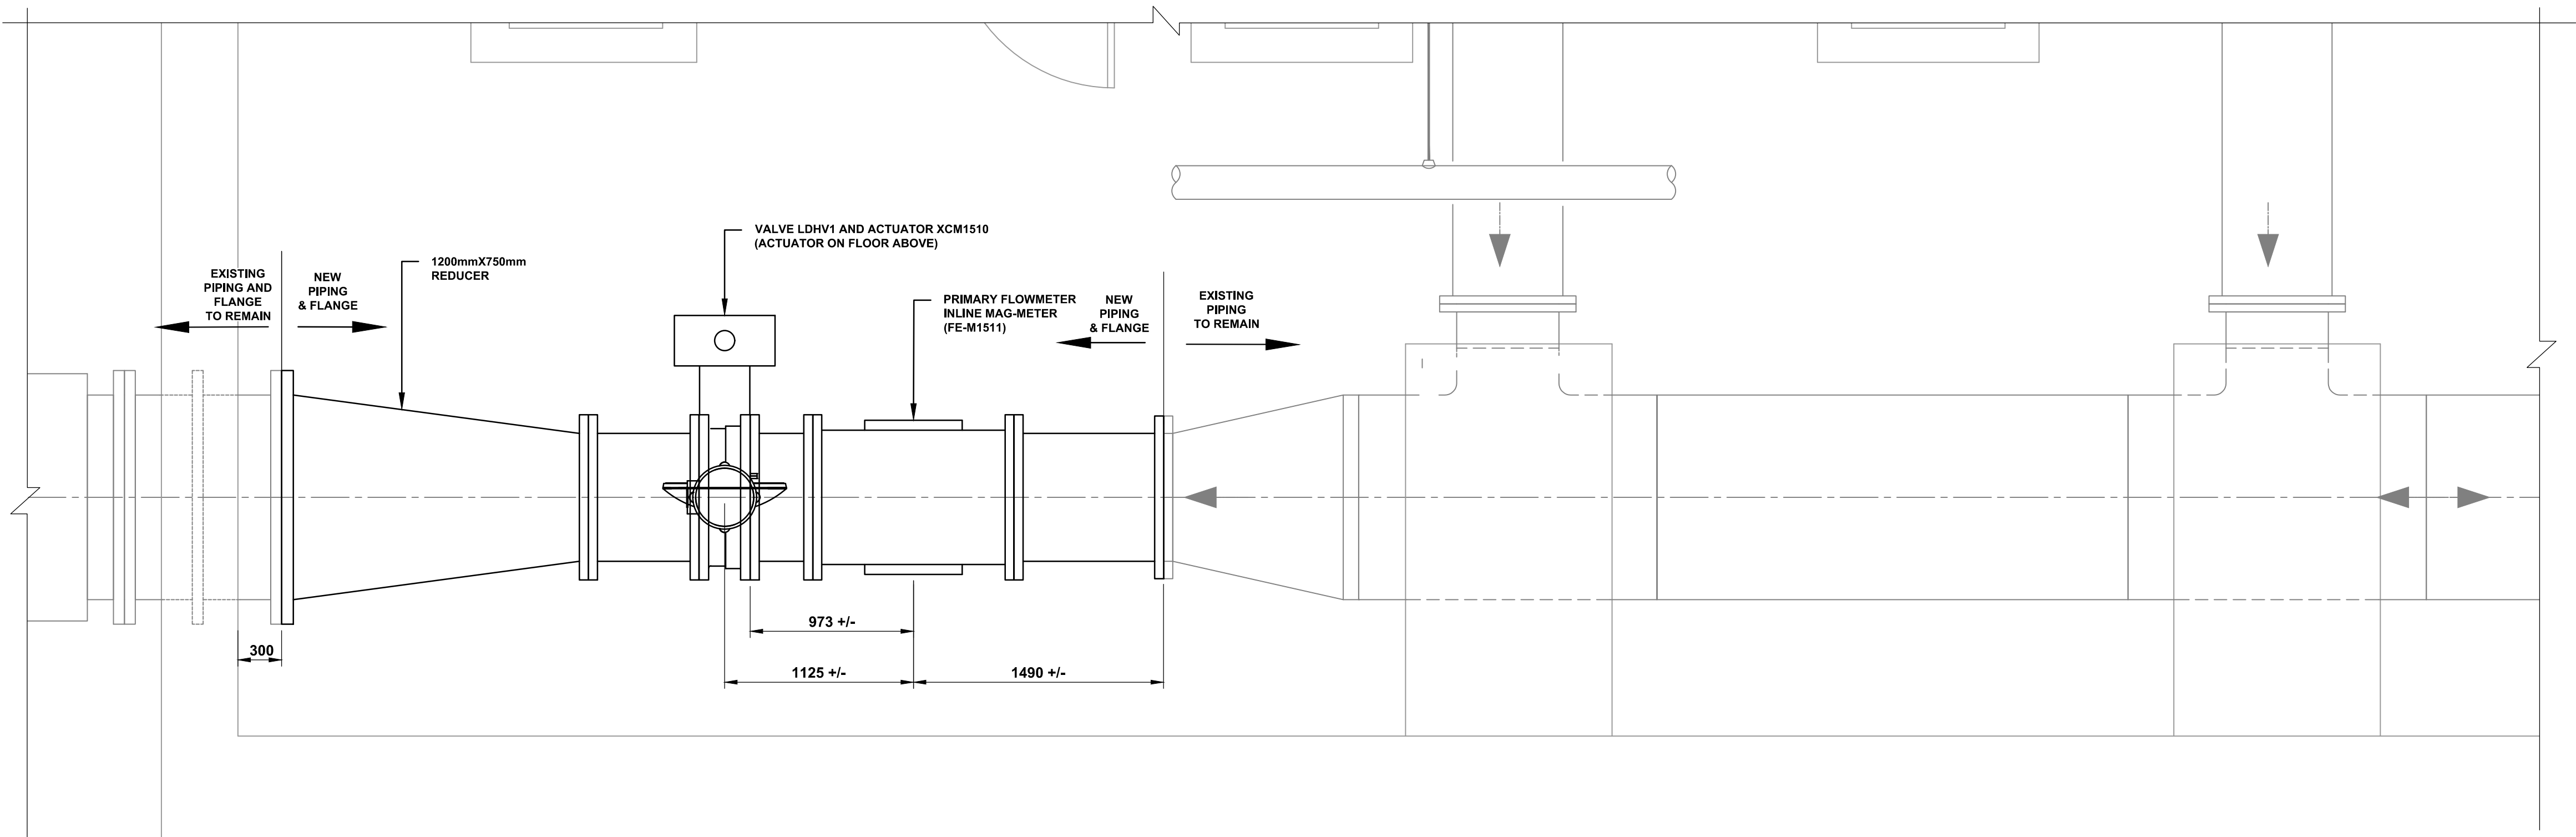 VALVE LDHV1 AND ACTUATOR XCM1510
(ACTUATOR ON FLOOR ABOVE)
1200mmX750mm
REDUCER
EXISTING
PIPING AND
FLANGE
TO REMAIN
NEW
PIPING
& FLANGE
PRIMARY FLOWMETER
INLINE MAG-METER
(FE-M1511)
NEW
PIPING
& FLANGE
EXISTING
PIPING
TO REMAIN
973 +/-
300
1125 +/-
1490 +/-